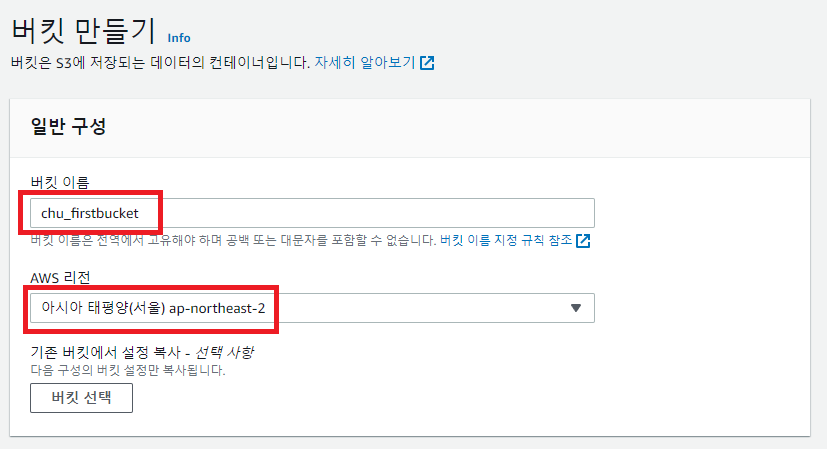 버킷 만들기 Info
버킷은 S3에 저장되는 데이터의 컨테이너입니다. 자세히 알아보기
일반 구성
버킷 이름
chu_firstbucket
버킷 이름은 전역에서 고유해야 하며 공백 또는 대문자를 포함할 수 없습니다. 버킷 이름 지정 규칙 참조
AWS 리전
아시아 태평양(서울) ap-northeast-2
기존 버킷에서 설정 복사 - 선택 사항
다음 구성의 버킷 설정만 복사됩니다.
버킷 선택